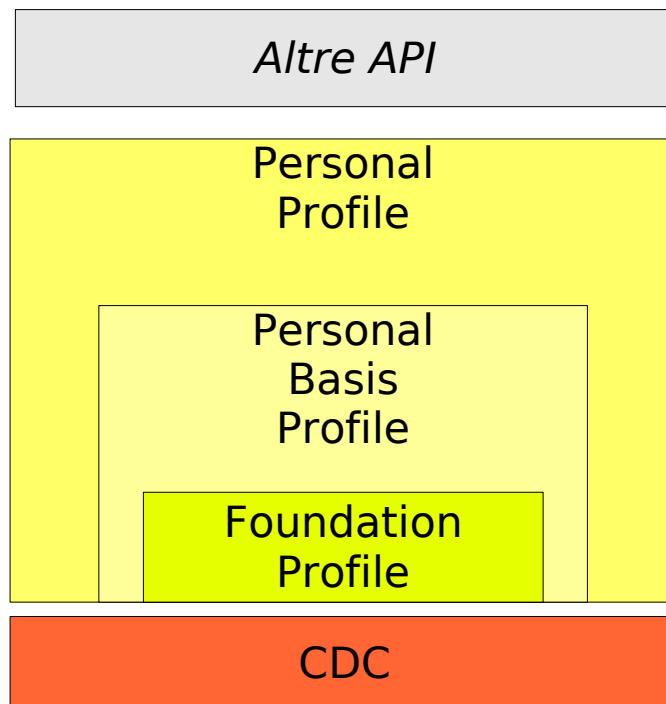 Altre API
Personal
Profile
Personal
Basis
Profile
Foundation
Profile
CDC